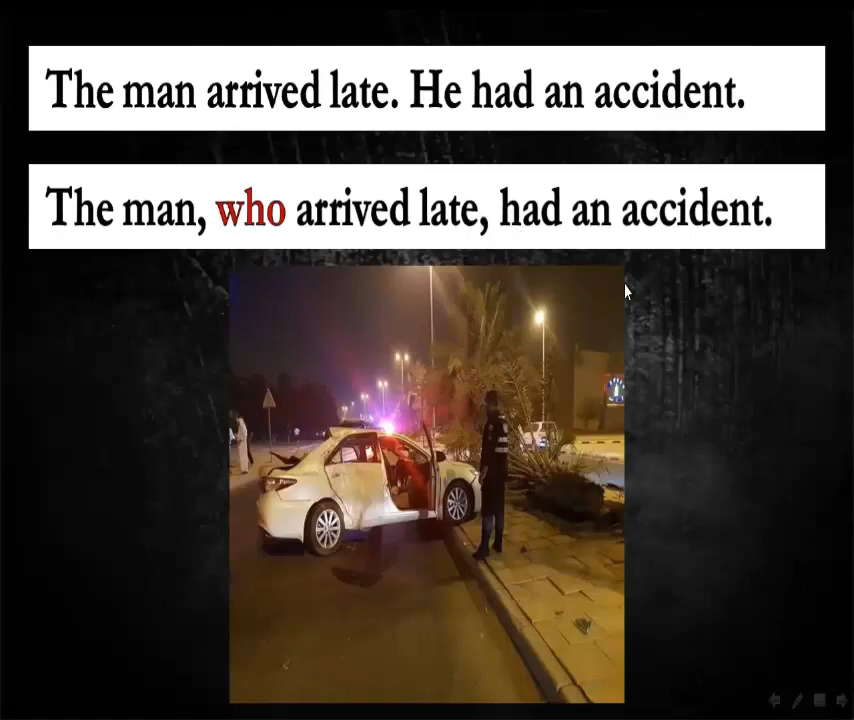 The man arrived late. He had an accident.
The man, who arrived late, had an accident.